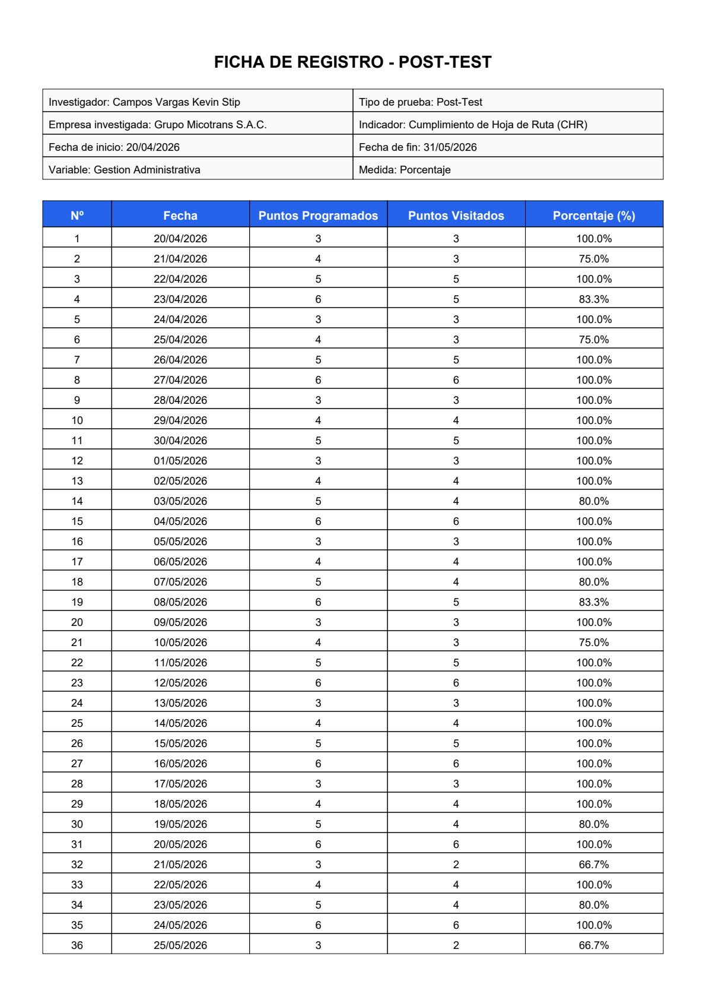 FICHA DE REGISTRO - POST-TEST
Investigador: Campos Vargas Kevin Stip Tipo de prueba: Post-Test
Empresa investigada: Grupo Micotrans S.A.C. Indicador: Cumplimiento de Hoja de Ruta (CHR)
Fecha de inicio: 20/04/2026 Fecha de fin: 31/05/2026
Variable: Gestion Administrativa Medida: Porcentaje
Nº Fecha Puntos Programados Puntos Visitados Porcentaje (%)
1 20/04/2026 3 3 100.0%
2 21/04/2026 4 3 75.0%
3 22/04/2026 5 5 100.0%
4 23/04/2026 6 5 83.3%
5 24/04/2026 3 3 100.0%
6 25/04/2026 4 3 75.0%
7 26/04/2026 5 5 100.0%
8 27/04/2026 6 6 100.0%
9 28/04/2026 3 3 100.0%
10 29/04/2026 4 4 100.0%
11 30/04/2026 5 5 100.0%
12 01/05/2026 3 3 100.0%
13 02/05/2026 4 4 100.0%
14 03/05/2026 5 4 80.0%
15 04/05/2026 6 6 100.0%
16 05/05/2026 3 3 100.0%
17 06/05/2026 4 4 100.0%
18 07/05/2026 5 4 80.0%
19 08/05/2026 6 5 83.3%
20 09/05/2026 3 3 100.0%
21 10/05/2026 4 3 75.0%
22 11/05/2026 5 5 100.0%
23 12/05/2026 6 6 100.0%
24 13/05/2026 3 3 100.0%
25 14/05/2026 4 4 100.0%
26 15/05/2026 5 5 100.0%
27 16/05/2026 6 6 100.0%
28 17/05/2026 3 3 100.0%
29 18/05/2026 4 4 100.0%
30 19/05/2026 5 4 80.0%
31 20/05/2026 6 6 100.0%
32 21/05/2026 3 2 66.7%
33 22/05/2026 4 4 100.0%
34 23/05/2026 5 4 80.0%
35 24/05/2026 6 6 100.0%
36 25/05/2026 3 2 66.7%